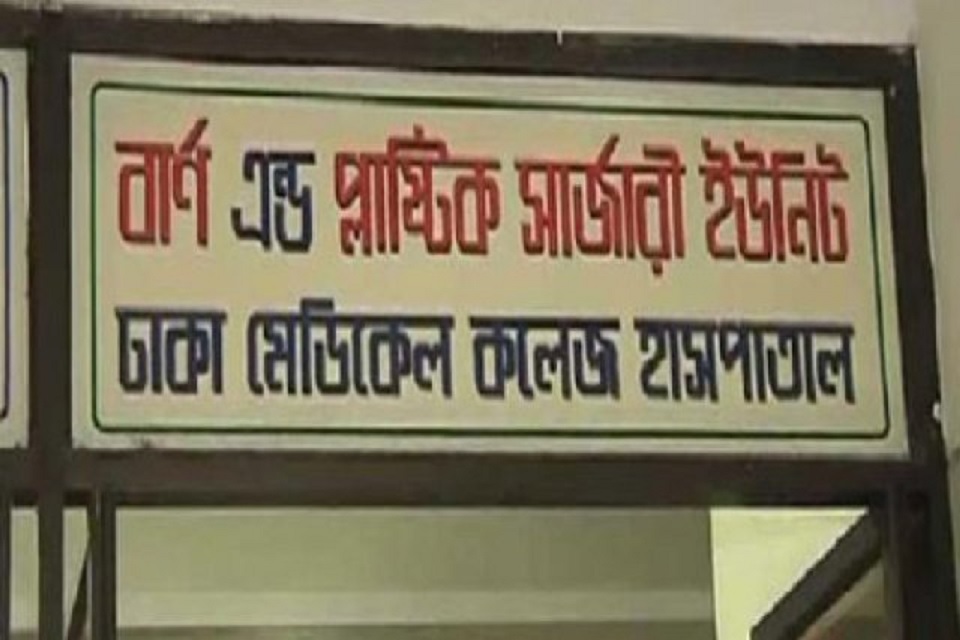 বার্ণ এন্ড প্লাষ্টিক সার্জারী ইউনিট
ঢাকা মেডিকেল কলেজ হাসপাতাল